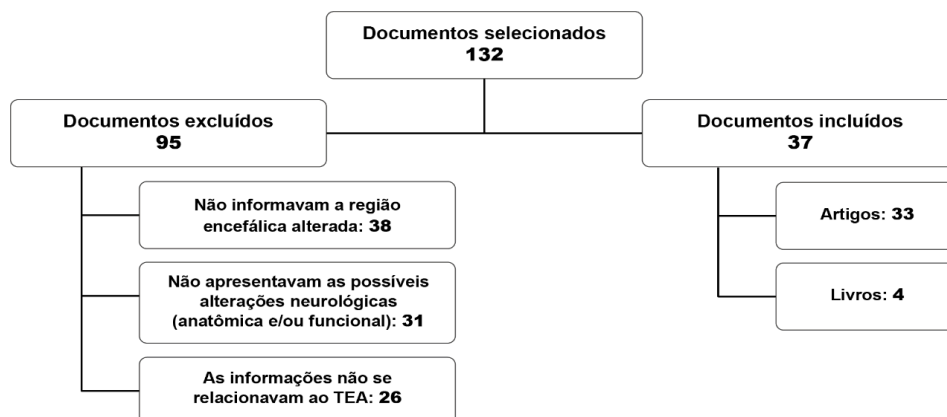 Documentos selecionados
132
Documentos excluídos
95
Não informavam a região
encefálica alterada: 38
Não apresentavam as possíveis
alterações neurológicas
(anatômica e/ou funcional): 31
As informações não se
relacionavam ao TEA: 26
Documentos incluídos
37
Artigos: 33
Livros: 4